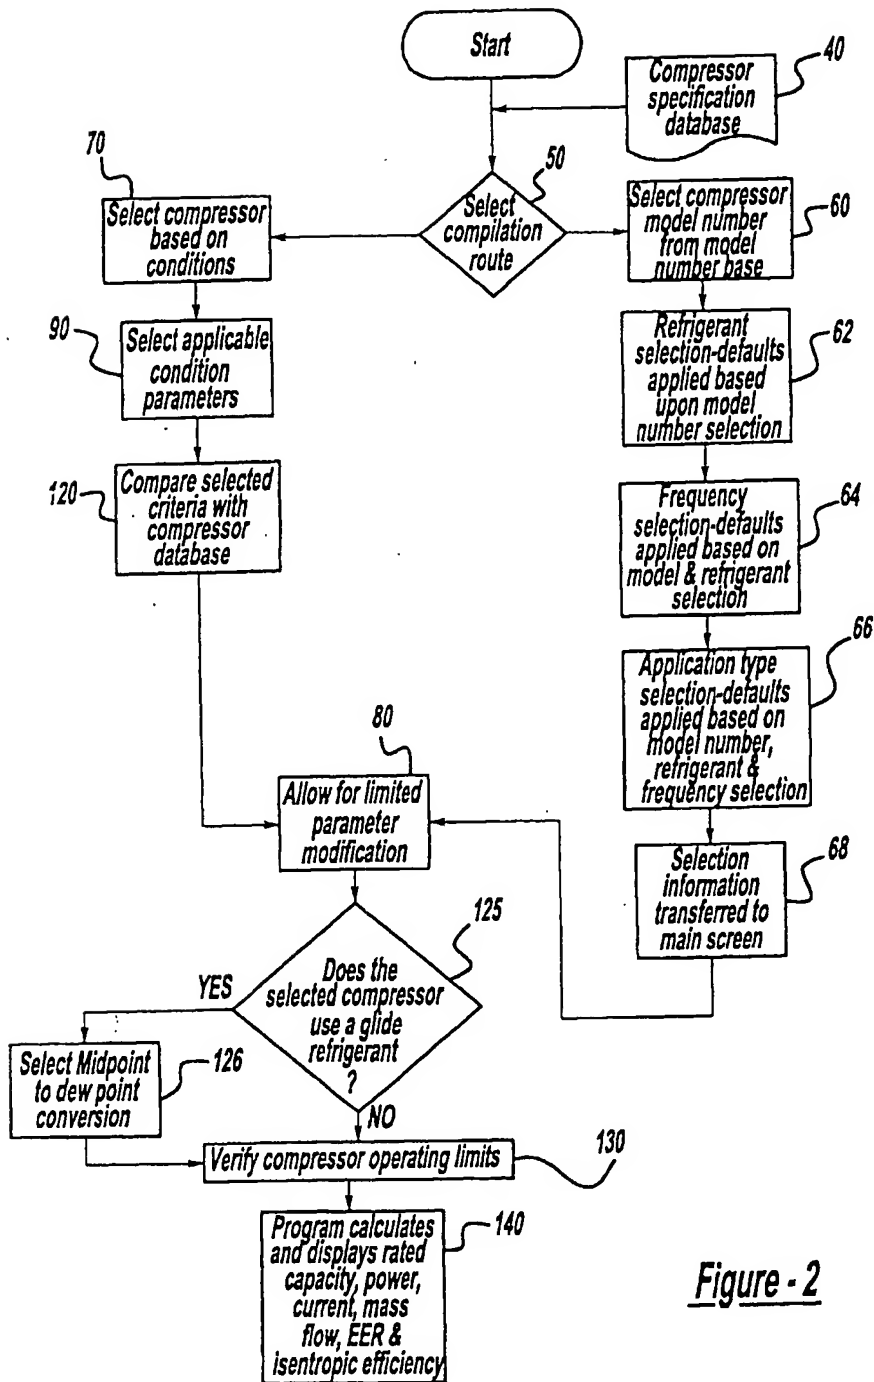 Start
40
Compressor
specification
database
50
Select
compilation
route
70
Select compressor
based on
conditions
Select compressor
model number
from model
number base
60
90
Select applicable
condition
parameters
Refrigerant
selection-defaults
applied based
upon model
number selection
62
120
Compare selected
criteria with
compressor
database
Frequency
selection-defaults
applied based on
model & refrigerant
selection
64
Application type
selection-defaults
applied based on
model number,
refrigerant &
frequency selection
66
80
Allow for limited
parameter
modification
Selection
information
transferred to
main screen
68
125
Does the
selected compressor
use a glide
refrigerant
?
YES
Select Midpoint
to dew point
conversion
126
NO
Verify compressor operating limits
130
Program calculates
and displays rated
capacity, power,
current, mass
flow, EER &
isentropic efficiency
140
Figure - 2